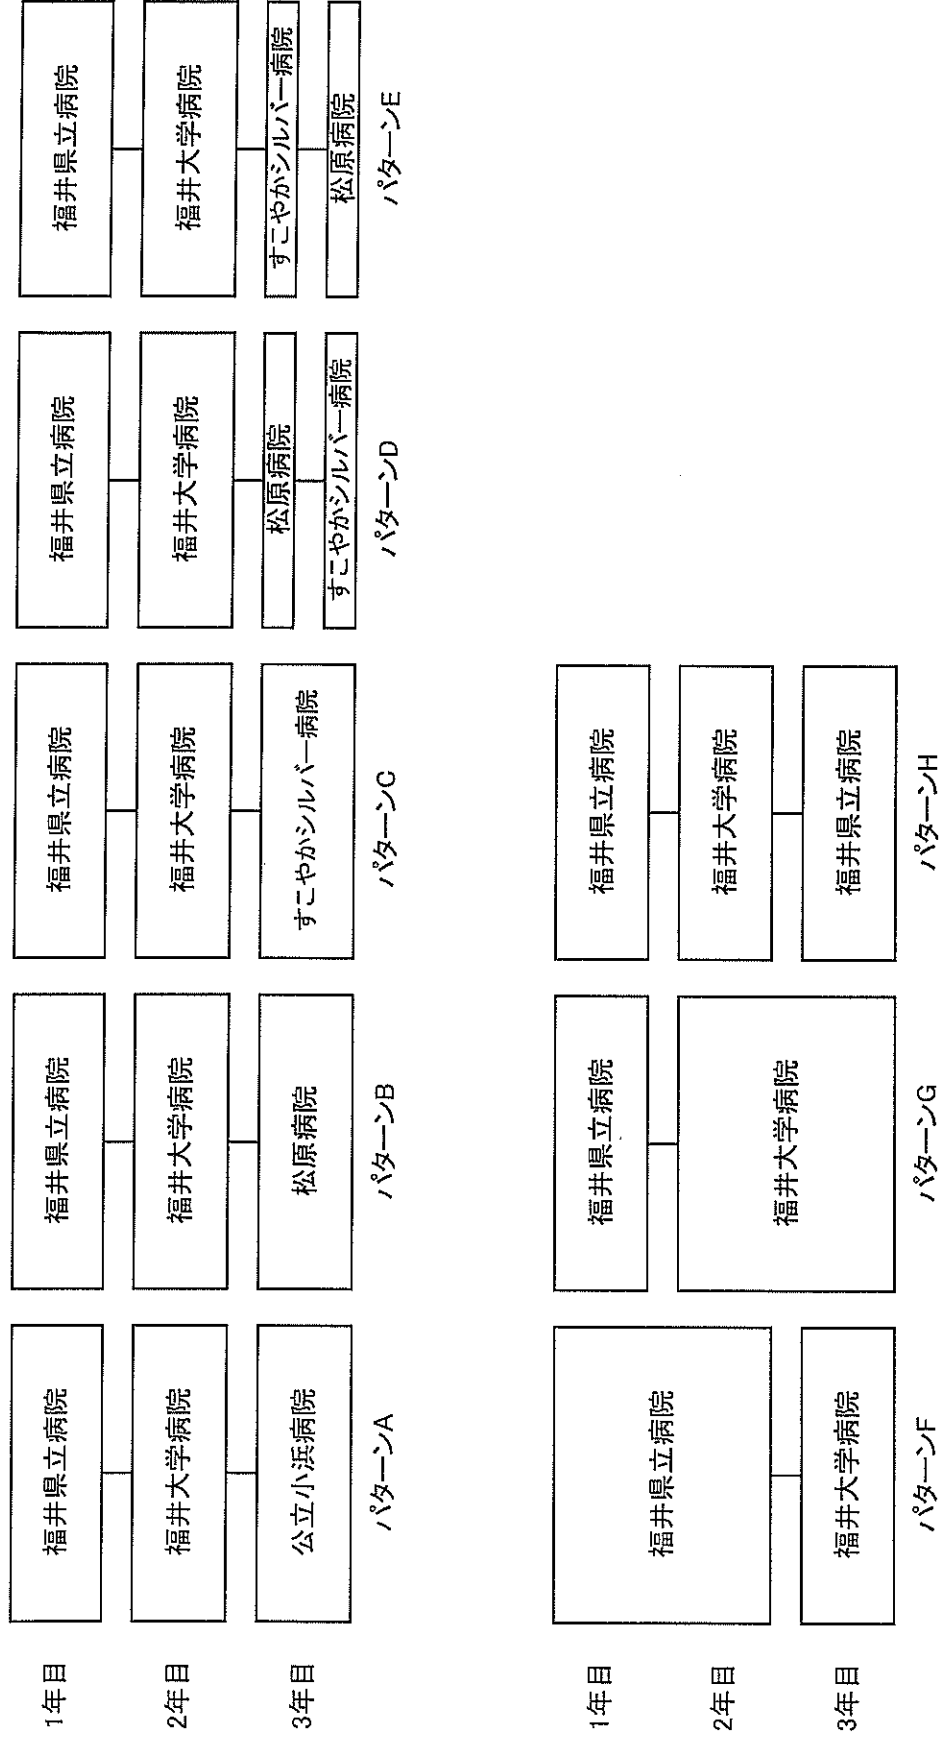 1年目
福井県立病院
福井県立病院
福井県立病院
福井県立病院
福井県立病院
2年目
福井大学病院
福井大学病院
福井大学病院
福井大学病院
福井大学病院
3年目
公立小浜病院
松原病院
すこやかシルバー病院
松原病院
すこやかシルバー病院
すこやかシルバー病院
松原病院
パターンA
パターンB
パターンC
パターンD
パターンE
1年目
福井県立病院
福井県立病院
福井県立病院
2年目
福井大学病院
福井大学病院
3年目
福井大学病院
福井県立病院
パターンF
パターンG
パターンH